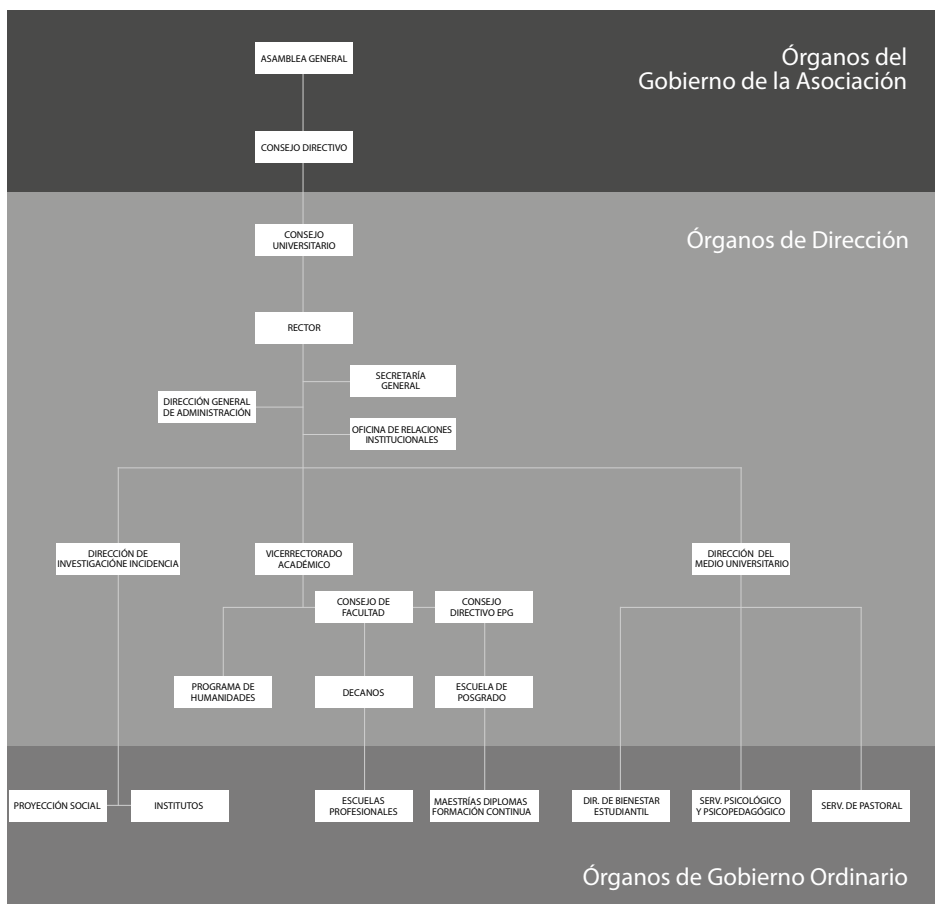 ASAMBLEA GENERAL
Órganos del
Gobierno de la Asociación
CONSEJO DIRECTIVO
CONSEJO
UNIVERSITARIO
Órganos de Dirección
RECTOR
SECRETARÍA
GENERAL
DIRECCIÓN GENERAL
DE ADMINISTRACIÓN
OFICINA DE RELACIONES
INSTITUCIONALES
DIRECCIÓN DE
INVESTIGACIÓNE INCIDENCIA
VICERRECTORADO
ACADÉMICO
DIRECCIÓN DEL
MEDIO UNIVERSITARIO
CONSEJO DE
FACULTAD
CONSEJO
DIRECTIVO EPG
PROGRAMA DE
HUMANIDADES
DECANOS
ESCUELA DE
POSGRADO
PROYECCIÓN SOCIAL
INSTITUTOS
ESCUELAS
PROFESIONALES
MAESTRÍAS DIPLOMAS
FORMACIÓN CONTINUA
DIR. DE BIENESTAR
ESTUDIANTIL
SERV. PSICOLÓGICO
Y PSICOPEDAGÓGICO
SERV. DE PASTORAL
Órganos de Gobierno Ordinario